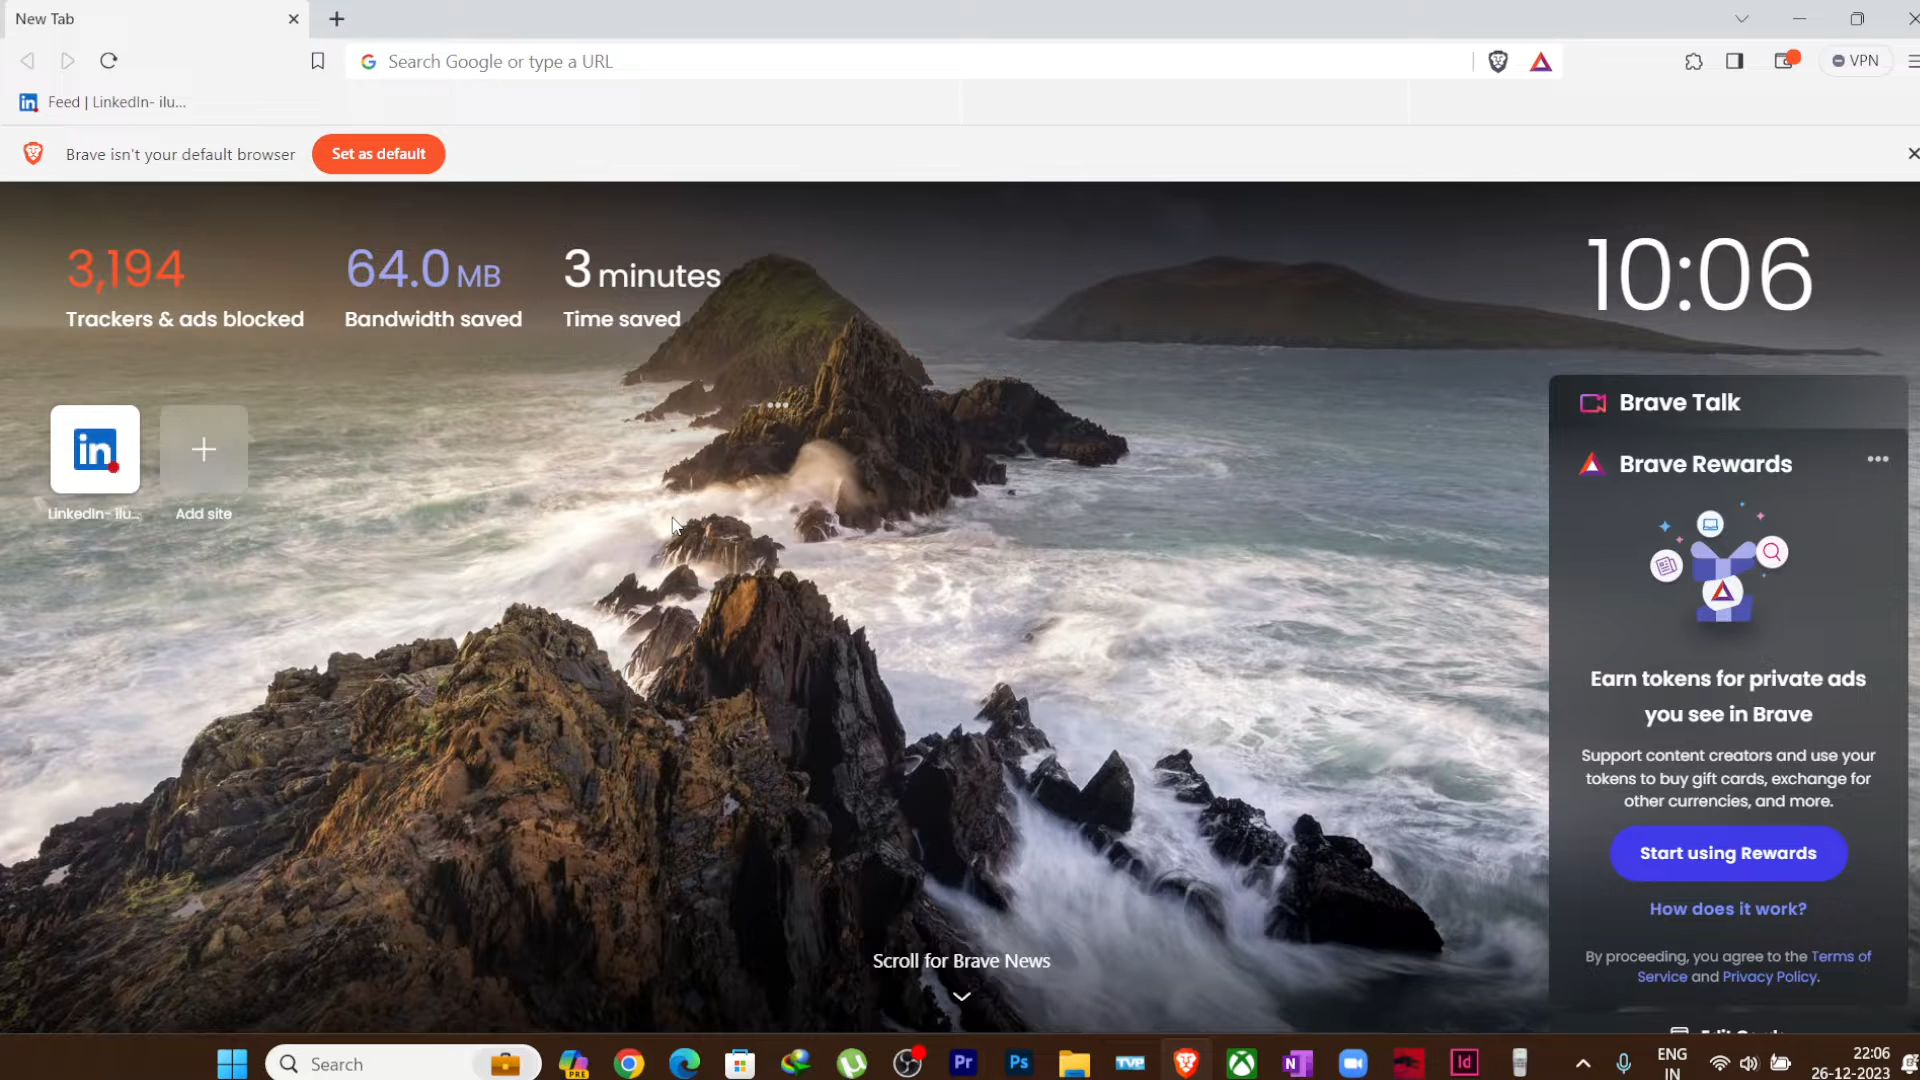 New Tab
Search Google or type a URL
VPN
Feed | LinkedIn- ilu...
Brave isn't your default browser
Set as default
3,194
Trackers & ads blocked
64.0 MB
Bandwidth saved
3 minutes
Time saved
10:06
LinkedIn- ilu...
Add site
Brave Talk
Brave Rewards
Earn tokens for private ads
you see in Brave
Support content creators and use your
tokens to buy gift cards, exchange for
other currencies, and more.
Start using Rewards
How does it work?
By proceeding, you agree to the Terms of
Service and Privacy Policy.
Scroll for Brave News
Search
PRE
Pr
Ps
TVP
N
Id
ENG
IN
22:06
26-12-2023